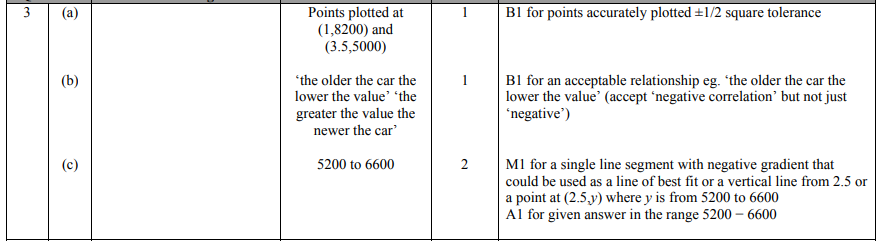 3 (a) Points plotted at 1 B1 for points accurately plotted ±1/2 square tolerance
(1,8200) and
(3.5,5000)
(b) ‘the older the car the 1 B1 for an acceptable relationship eg. ‘the older the car the
lower the value’ ‘the lower the value’ (accept ‘negative correlation’ but not just
greater the value the ‘negative’)
newer the car’
(c) 5200 to 6600 2 M1 for a single line segment with negative gradient that
could be used as a line of best fit or a vertical line from 2.5 or
a point at (2.5,y) where y is from 5200 to 6600
A1 for given answer in the range 5200 – 6600